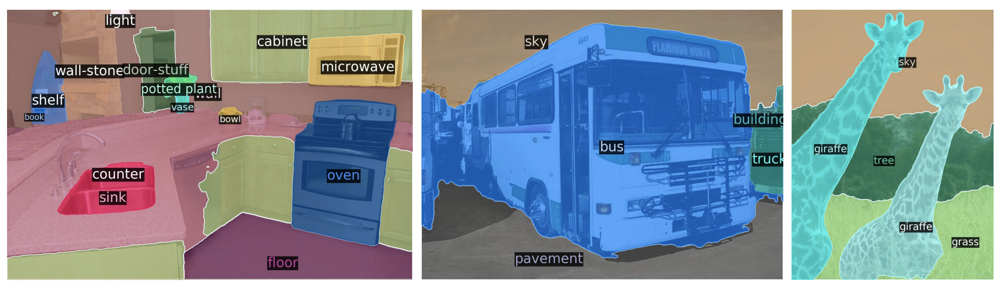 light
cabinet
microwave
wall-stone
door-stuff
potted plant
wall
shelf
vase
book
bowl
counter
sink
oven
floor
sky
6843
FLAMINGO NORTH
building
bus
truck
pavement
sky
giraffe
tree
giraffe
grass